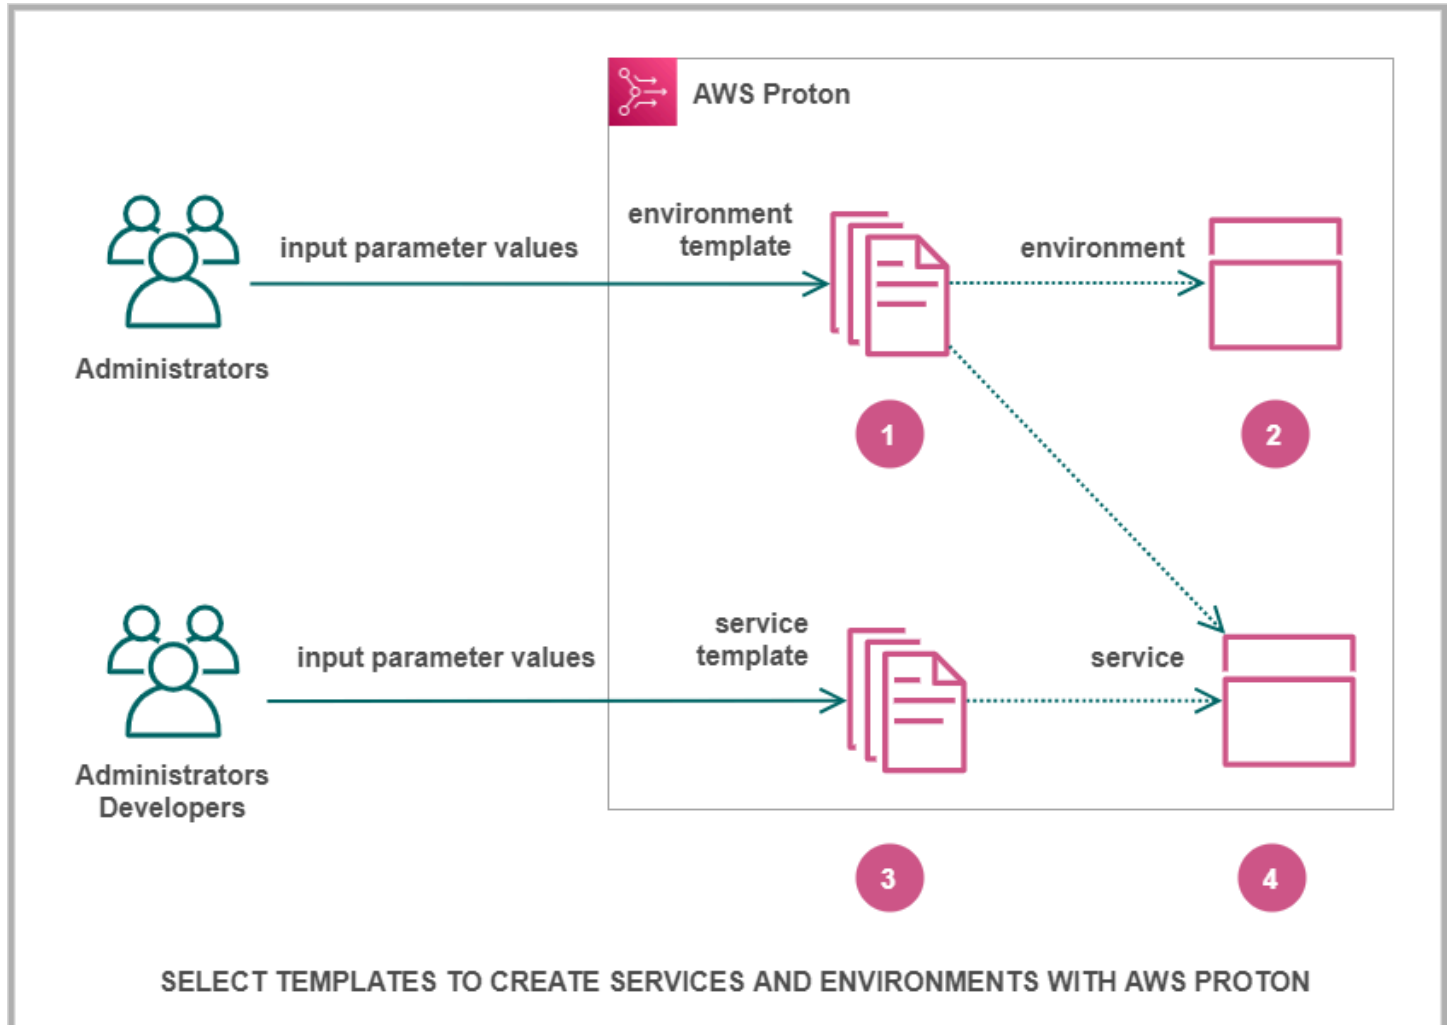 AWS Proton
environment
template
input parameter values
environment
Administrators
1
2
service
template
input parameter values
service
Administrators
Developers
3
4
SELECT TEMPLATES TO CREATE SERVICES AND ENVIRONMENTS WITH AWS PROTON